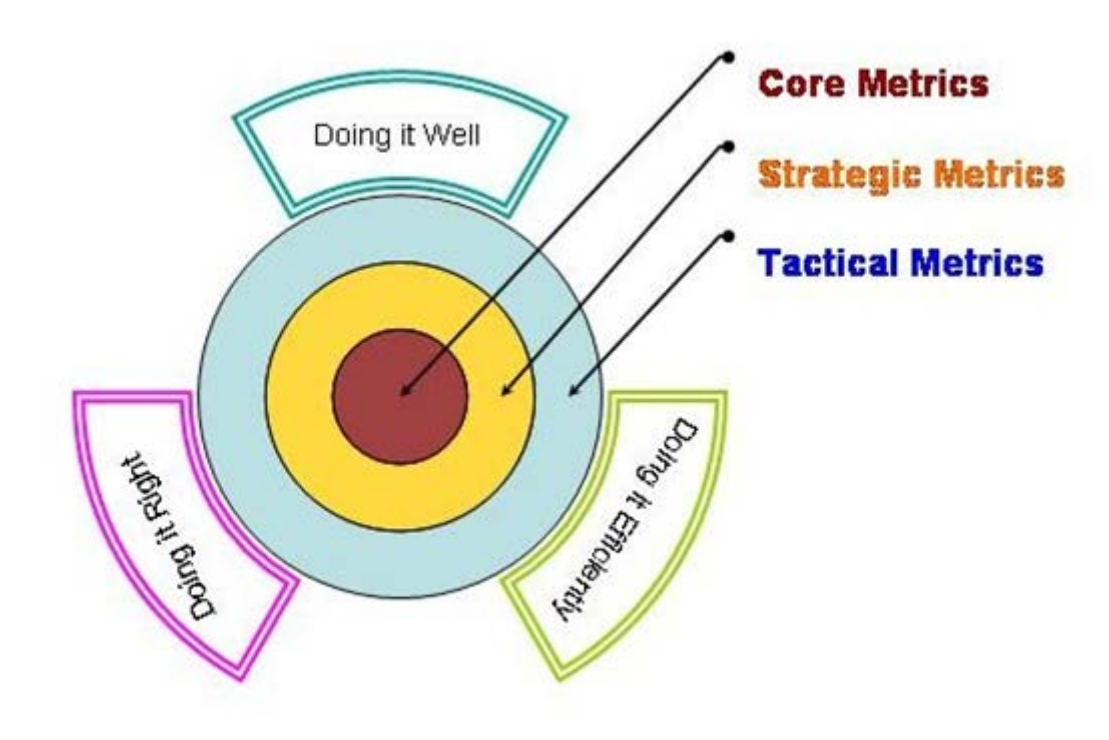 Doing it Well
Core Metrics
Strategic Metrics
Tactical Metrics
Doing it Right
Doing it Efficiently